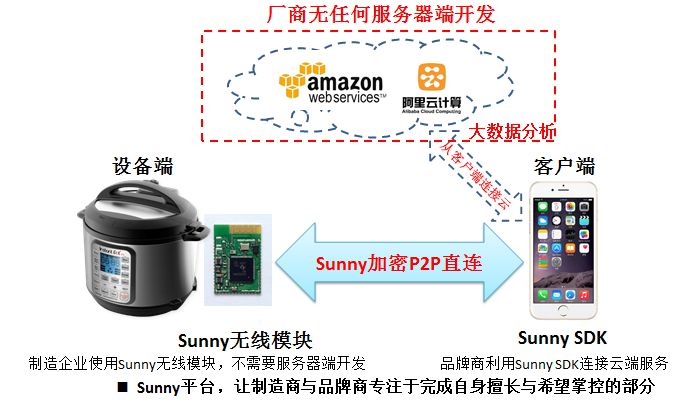 厂商无任何服务器端开发
amazon
webservices™
阿里云计算
Alibaba Cloud Computing
大数据分析
从客户端连接云
设备端
客户端
Sunny加密P2P直连
Sunny无线模块
Sunny SDK
制造企业使用Sunny无线模块，不需要服务器端开发
品牌商利用Sunny SDK连接云端服务
■ Sunny平台，让制造商与品牌商专注于完成自身擅长与希望掌控的部分